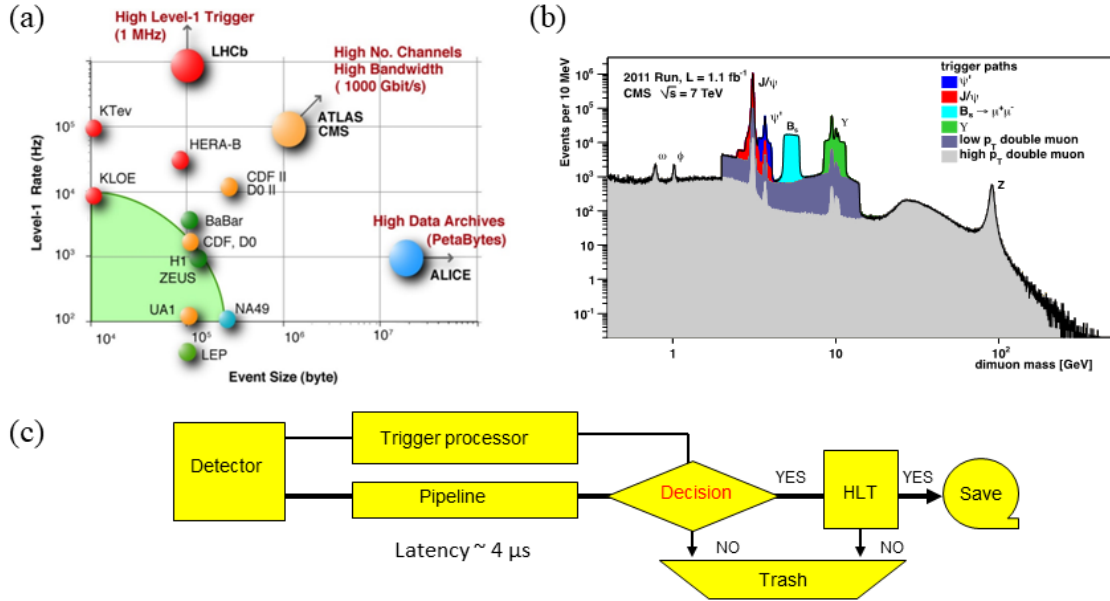 (a)
High Level-1 Trigger
(1 MHz)
LHCb
High No. Channels
High Bandwidth
( 1000 Gbit/s)
KTev
10⁵
ATLAS
CMS
HERA-B
CDF II
D0 II
KLOE
10⁴
BaBar
CDF, D0
High Data Archives
(PetaBytes)
10³
H1
ZEUS
ALICE
UA1
NA49
10²
LEP
10⁴
10⁵
10⁶
10⁷
Level-1 Rate (Hz)
Event Size (byte)
(b)
Events per 10 MeV
10⁶
10⁵
10⁴
10³
10²
10
1
10⁻¹
2011 Run, L = 1.1 fb⁻¹
CMS √s = 7 TeV
J/ψ
ψ'
Bs
Υ
ω
ϕ
Z
trigger paths
ψ'
J/ψ
Bs → μ⁺μ⁻
Υ
low pT double muon
high pT double muon
1
10
10²
dimuon mass [GeV]
(c)
Detector
Trigger processor
Pipeline
Decision
YES
HLT
YES
Save
Latency ~ 4 μs
NO
NO
Trash